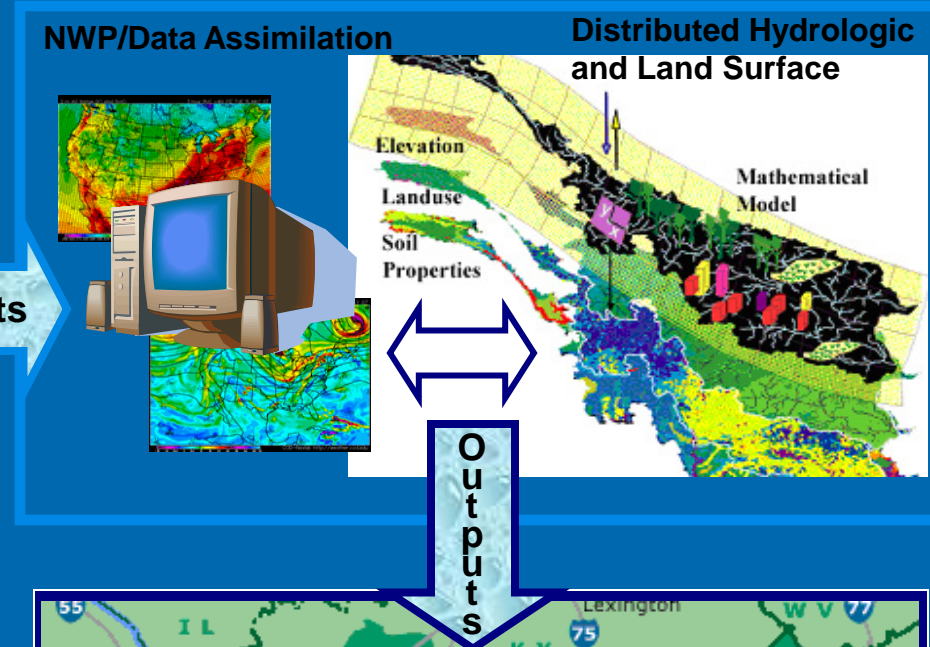 NWP/Data Assimilation
Distributed Hydrologic
and Land Surface
Elevation
Landuse
Soil
Properties
Mathematical
Model
y
x
ts
Outputs
55
I L
Lexington
K Y
75
W V
77